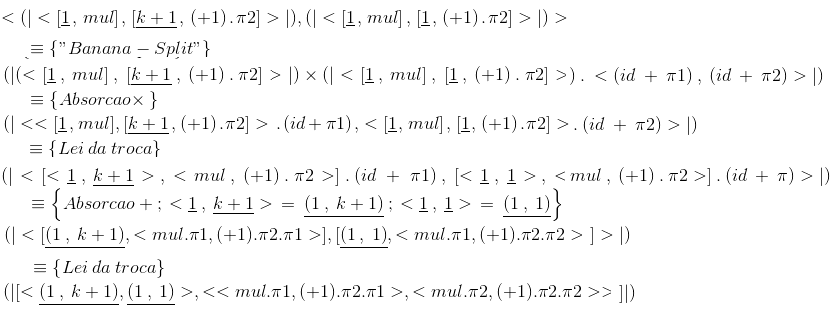 < (| < [1, mul], [k + 1, (+1).π2] > |), (| < [1, mul], [1, (+1).π2] > |) >
≡ {"Banana − Split"}
(|(< [1, mul], [k + 1, (+1).π2] > |) × (| < [1, mul], [1, (+1).π2] >). < (id + π1), (id + π2) > |)
≡ {Absorcao× }
(| << [1, mul], [k + 1, (+1).π2] > .(id + π1), < [1, mul], [1, (+1).π2] > .(id + π2) > |)
≡ {Lei da troca}
(| < [< 1, k + 1 >, < mul, (+1).π2 >].(id + π1), [< 1, 1 >, < mul, (+1).π2 >].(id + π) > |)
≡ {Absorcao + ; < 1, k + 1 > = (1, k + 1) ; < 1, 1 > = (1, 1)}
(| < [(1, k + 1), < mul.π1, (+1).π2.π1 >], [(1, 1), < mul.π1, (+1).π2.π2 > ] > |)
≡ {Lei da troca}
(|[< (1, k + 1), (1, 1) >, << mul.π1, (+1).π2.π1 >, < mul.π2, (+1).π2.π2 >> ]|)